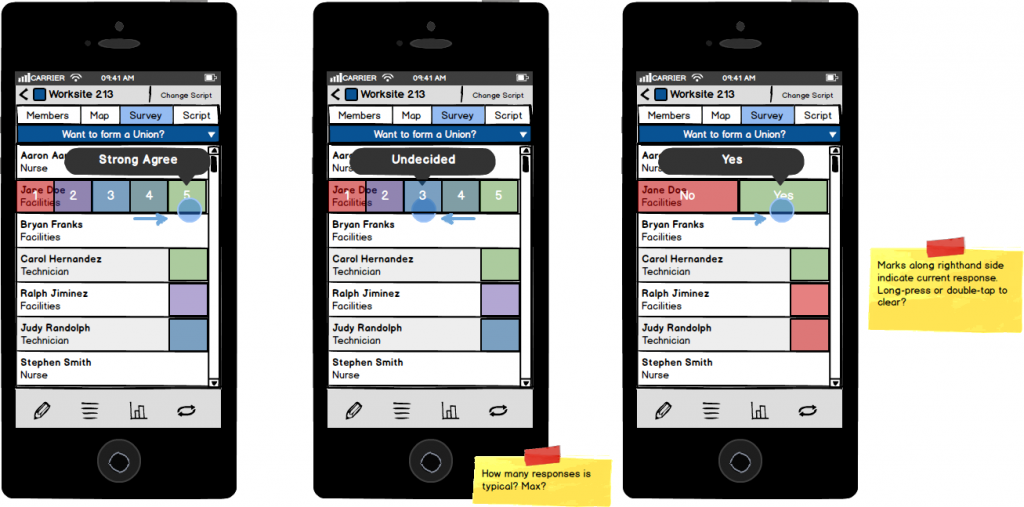 CARRIER 09:41 AM
Worksite 213 Change Script
Members Map Survey Script
Want to form a Union?
Aaron Aa
Strong Agree
Nurse
Jane Doe
Facilities
1 2 3 4 5
Bryan Franks
Facilities
Carol Hernandez
Technician
Ralph Jiminez
Facilities
Judy Randolph
Technician
Stephen Smith
Nurse
CARRIER 09:41 AM
Worksite 213 Change Script
Members Map Survey Script
Want to form a Union?
Aar
Undecided
Nurse
Jane Doe
Facilities
1 2 3 4 5
Bryan Franks
Facilities
Carol Hernandez
Technician
Ralph Jiminez
Facilities
Judy Randolph
Technician
Stephen Smith
Nurse
How many responses is
typical? Max?
CARRIER 09:41 AM
Worksite 213 Change Script
Members Map Survey Script
Want to form a Union?
Aar
Yes
Nurse
Jane Doe
Facilities
No Yes
Bryan Franks
Facilities
Carol Hernandez
Technician
Ralph Jiminez
Facilities
Judy Randolph
Technician
Stephen Smith
Nurse
Marks along righthand side
indicate current response.
Long-press or double-tap to
clear?